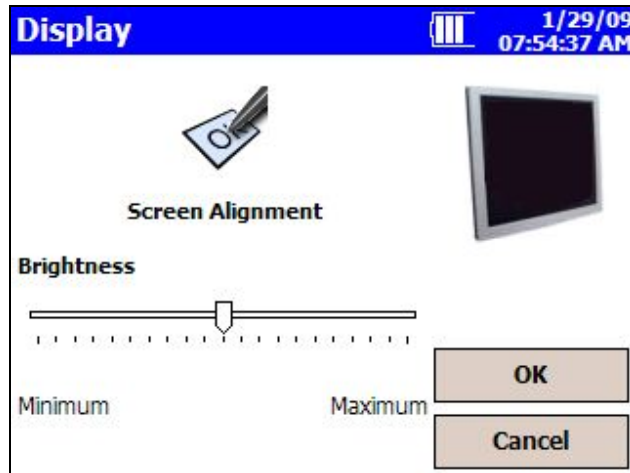 Display
1/29/09
07:54:37 AM
Screen Alignment
Brightness
Minimum Maximum
OK
Cancel